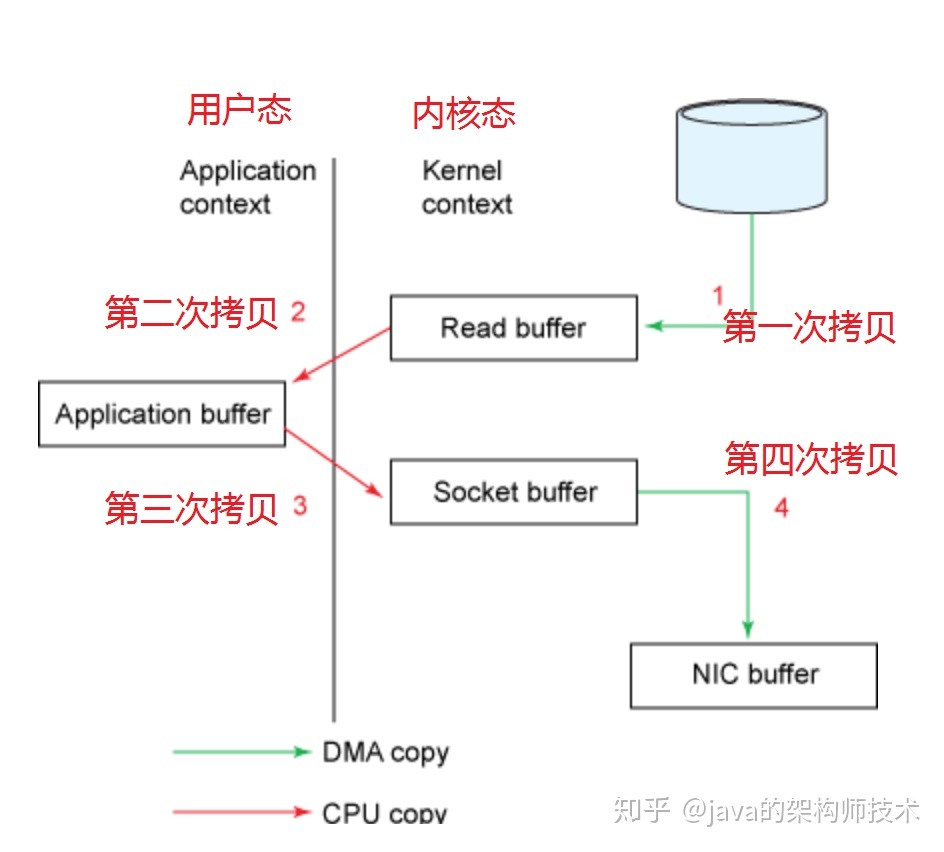 用户态
内核态
Application
context
Kernel
context
1
第一次拷贝
第二次拷贝 2
Read buffer
Application buffer
第四次拷贝
4
Socket buffer
第三次拷贝 3
NIC buffer
DMA copy
CPU copy
知乎 @java的架构师技术